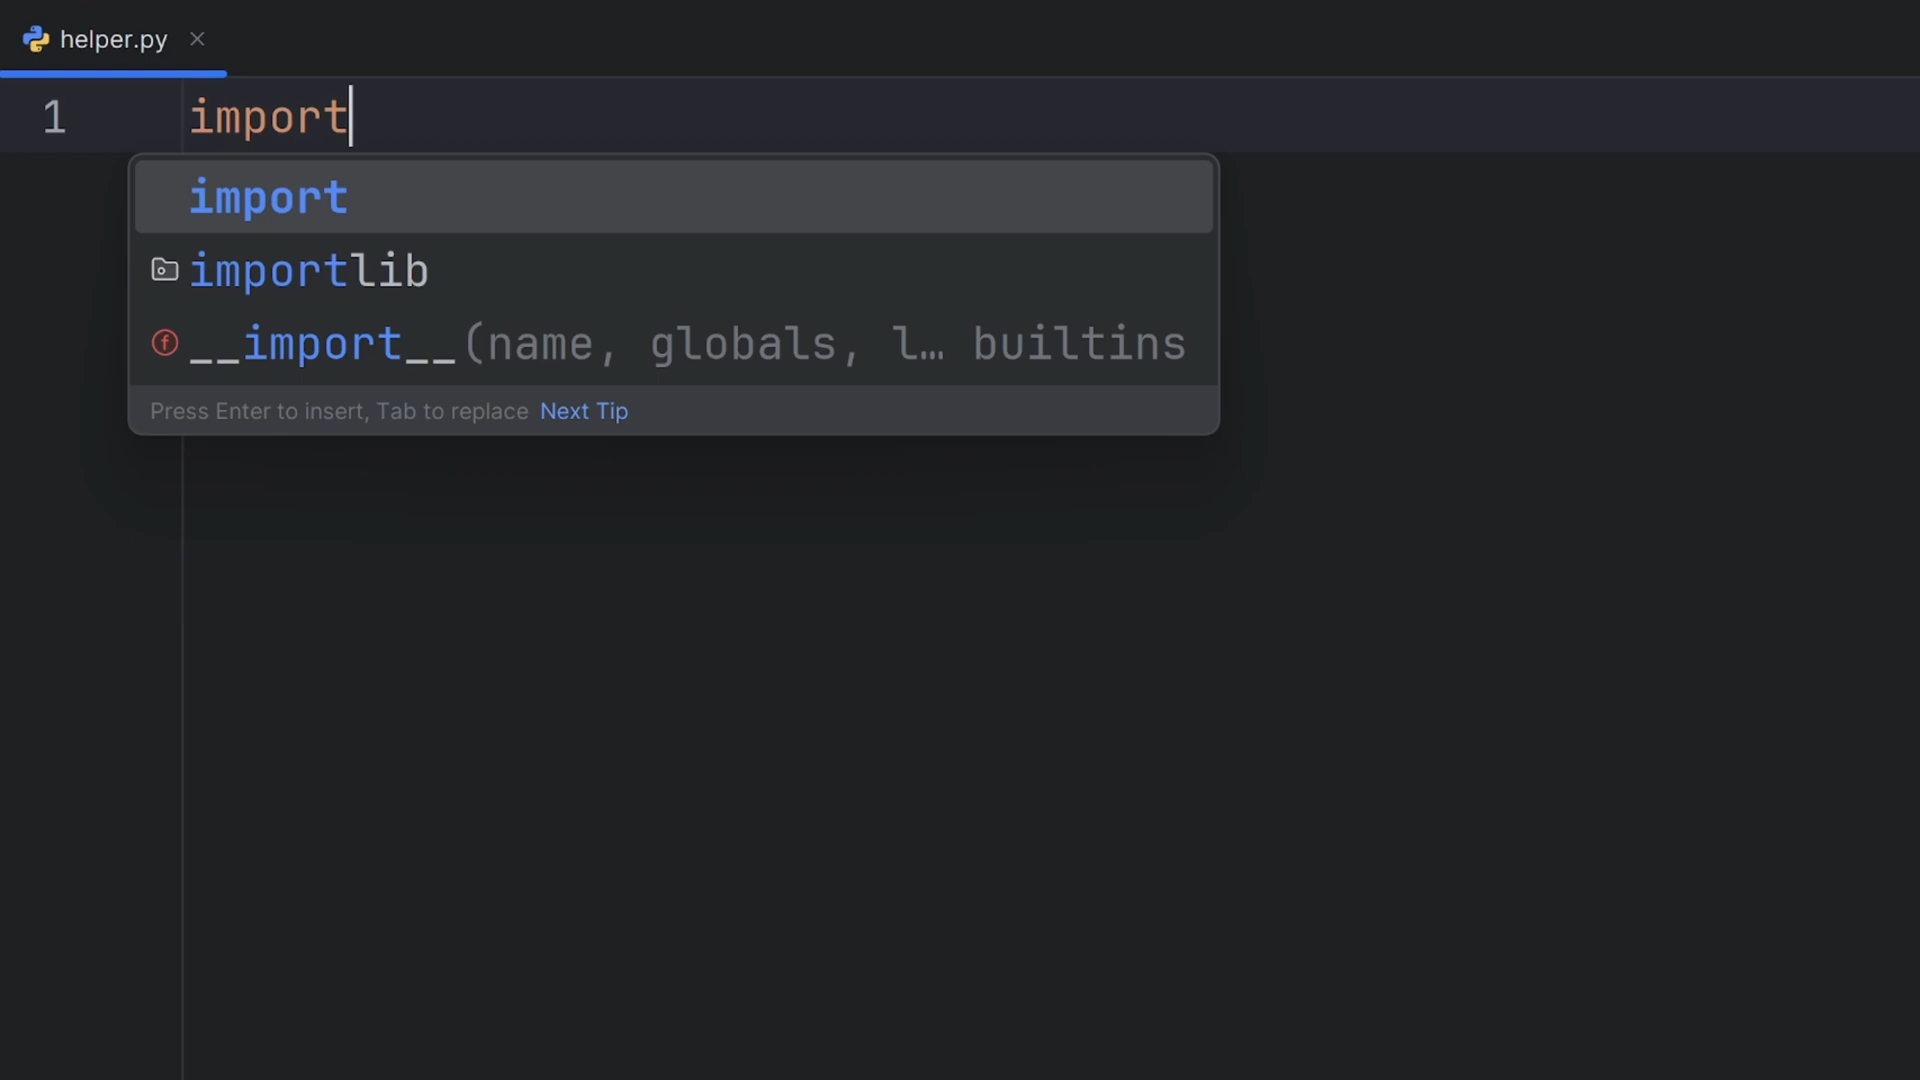 helper.py
1 import
import
importlib
__import__(name, globals, l… builtins
Press Enter to insert, Tab to replace Next Tip